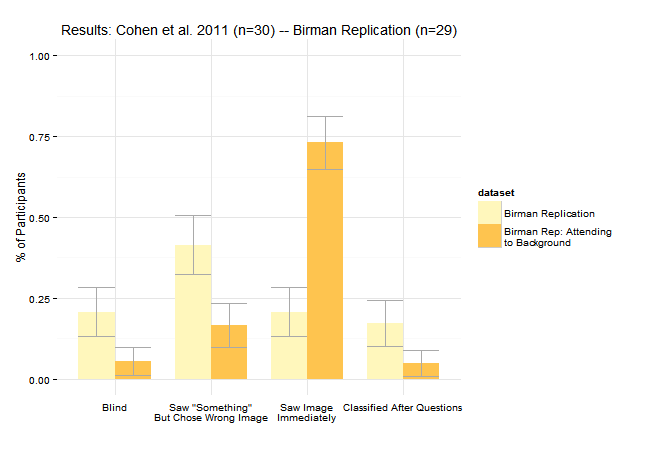 Results: Cohen et al. 2011 (n=30) -- Birman Replication (n=29)
1.00
0.75
0.50
0.25
0.00
% of Participants
Blind
Saw "Something"
But Chose Wrong Image
Saw Image
Immediately
Classified After Questions
dataset
Birman Replication
Birman Rep: Attending
to Background